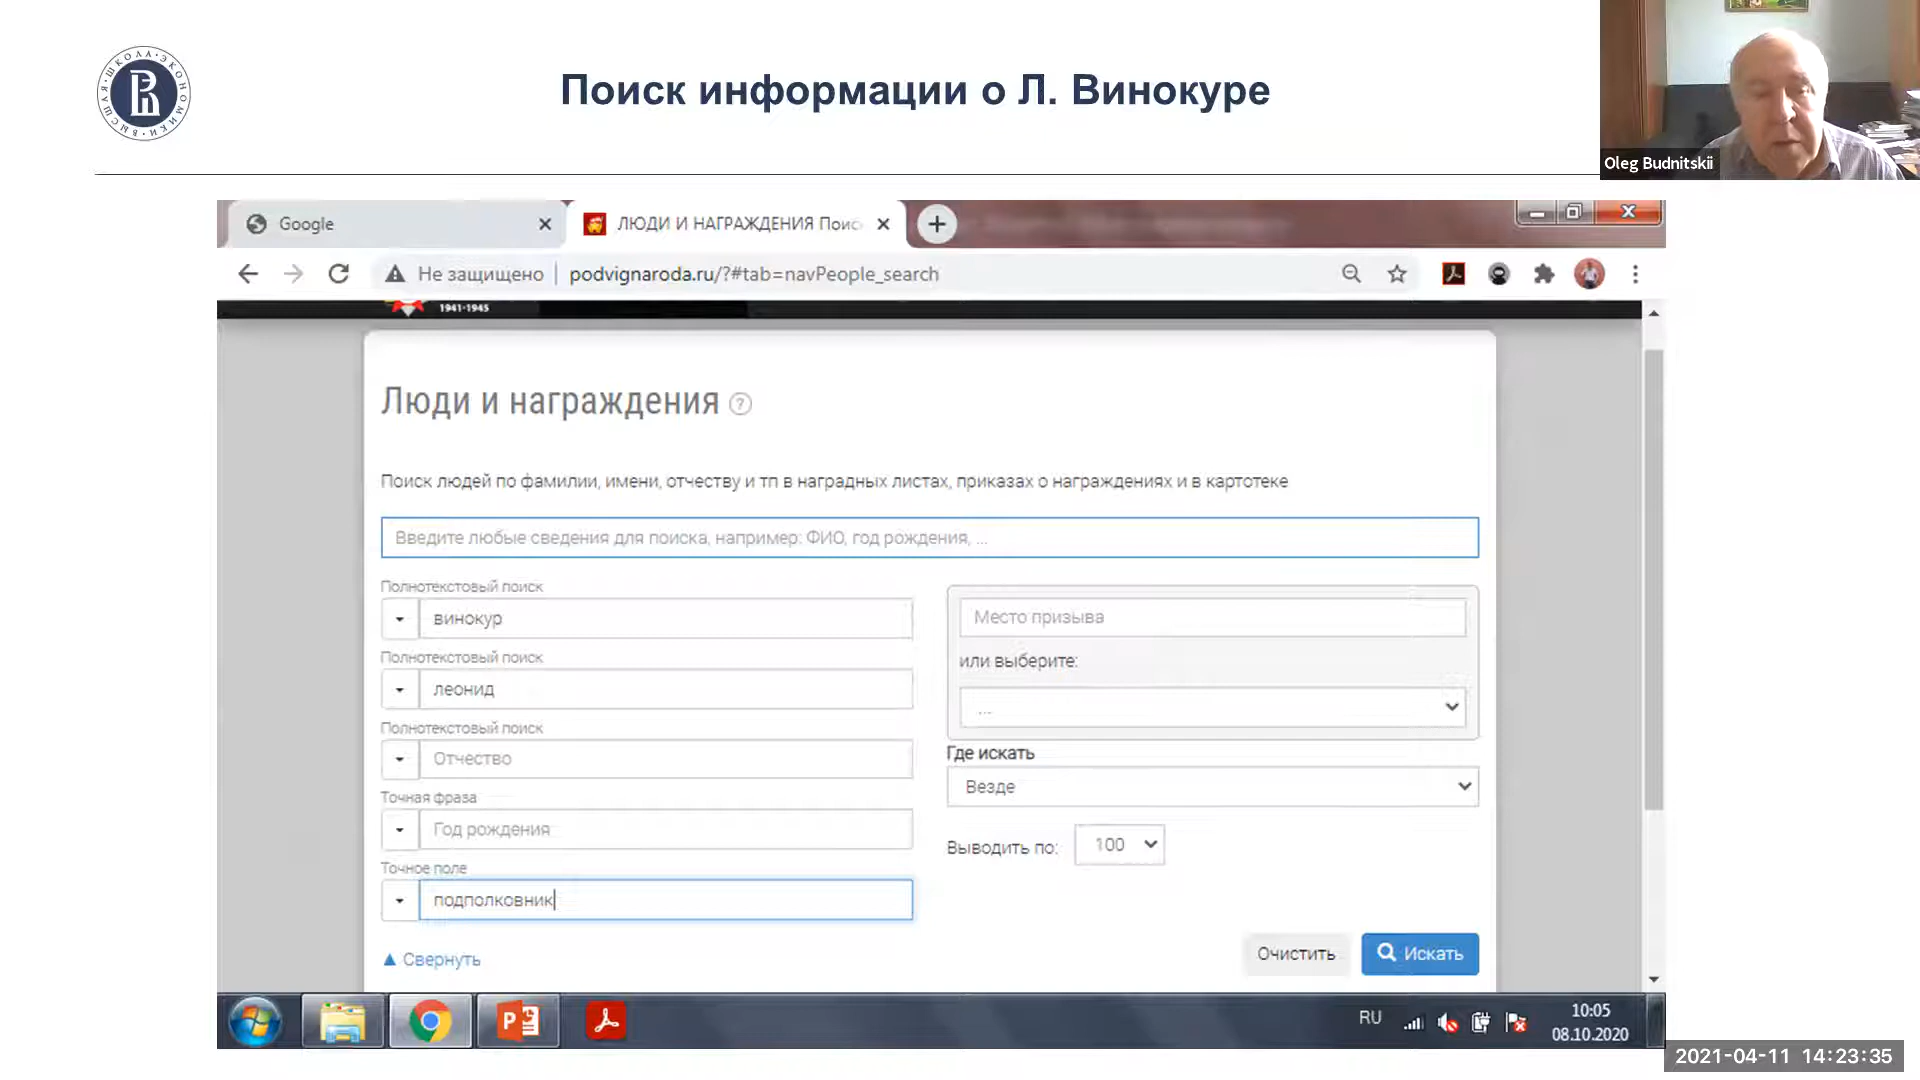 ВЫСШАЯ ШКОЛА ЭКОНОМИКИ
Поиск информации о Л. Винокуре
Oleg Budnitskii
Google
ЛЮДИ И НАГРАЖДЕНИЯ Поис
Не защищено
podvignaroda.ru/?#tab=navPeople_search
1941-1945
Люди и награждения ?
Поиск людей по фамилии, имени, отчеству и тп в наградных листах, приказах о награждениях и в картотеке
Введите любые сведения для поиска, например: ФИО, год рождения, ...
Полнотекстовый поиск
винокур
Полнотекстовый поиск
леонид
Полнотекстовый поиск
Отчество
Точная фраза
Год рождения
Точное поле
подполковник
Свернуть
Место призыва
или выберите:
...
Где искать
Везде
Выводить по: 100
Очистить
Искать
RU
10:05
08.10.2020
2021-04-11 14:23:35